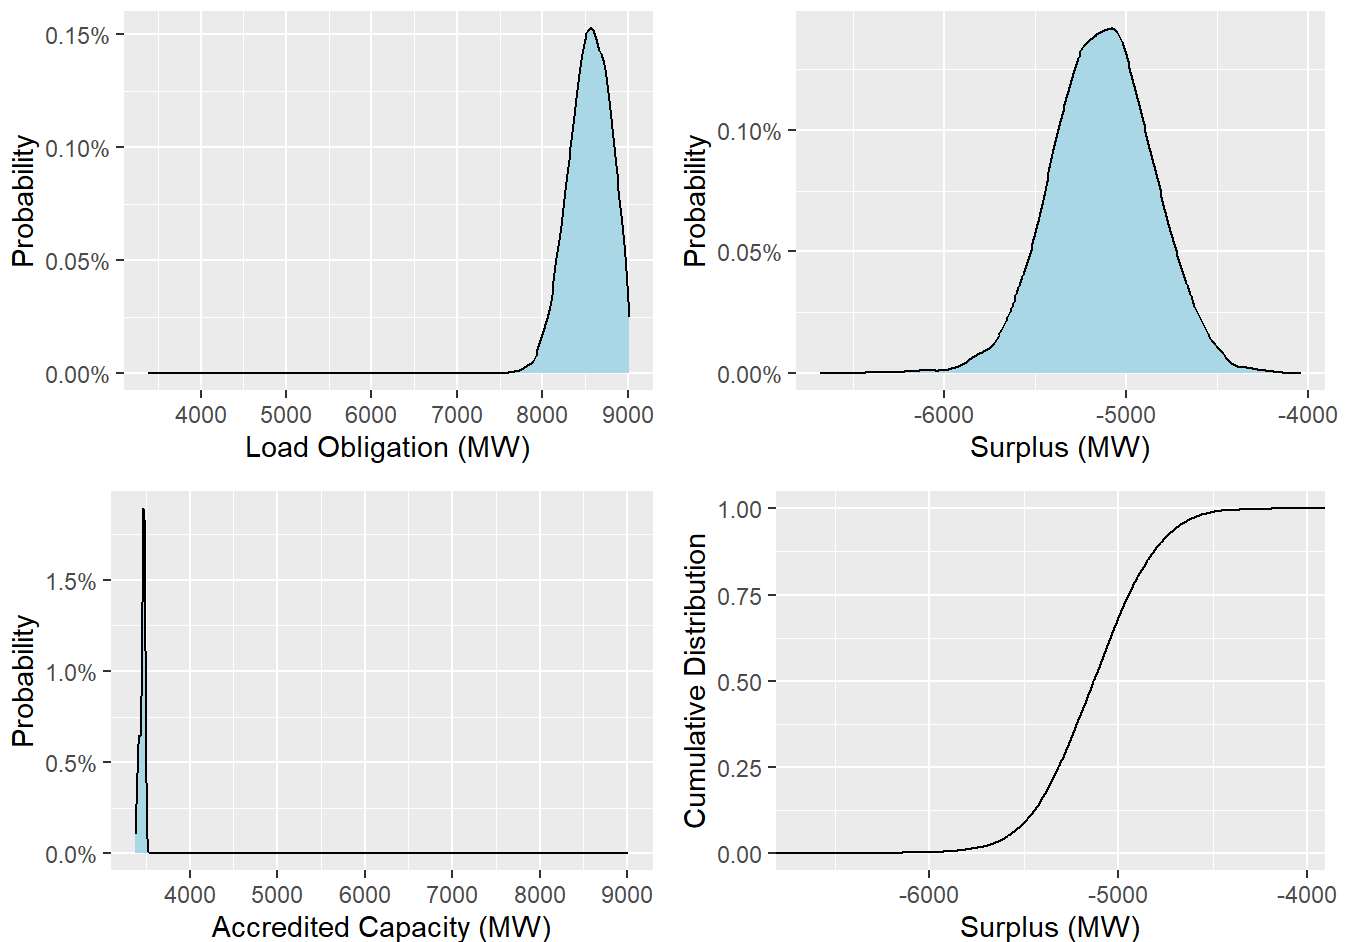 Probability
0.15%
0.10%
0.05%
0.00%
4000 5000 6000 7000 8000 9000
Load Obligation (MW)
Probability
0.10%
0.05%
0.00%
-6000 -5000 -4000
Surplus (MW)
Probability
1.5%
1.0%
0.5%
0.0%
4000 5000 6000 7000 8000 9000
Accredited Capacity (MW)
Cumulative Distribution
1.00
0.75
0.50
0.25
0.00
-6000 -5000 -4000
Surplus (MW)